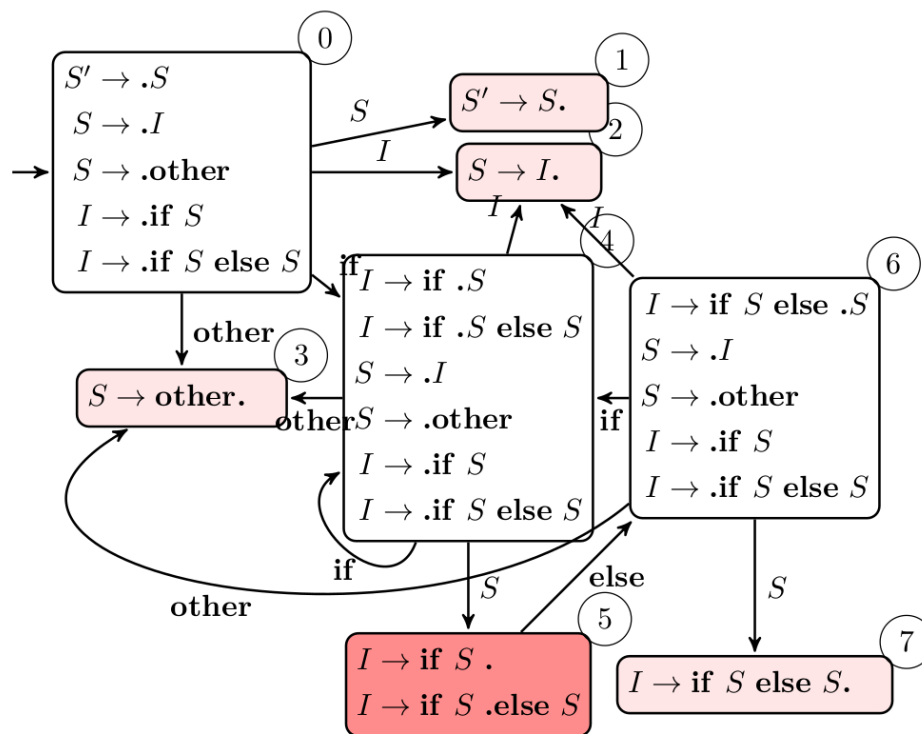 0
S′ → .S
S → .I
S → .other
I → .if S
I → .if S else S
S
I
1
S′ → S.
2
S → I.
I
I
if
other
4
I → if .S
I → if .S else S
S → .I
S → .other
I → .if S
I → .if S else S
6
I → if S else .S
S → .I
S → .other
I → .if S
I → .if S else S
3
S → other.
other
if
if
other
S
else
S
5
I → if S .
I → if S .else S
7
I → if S else S.